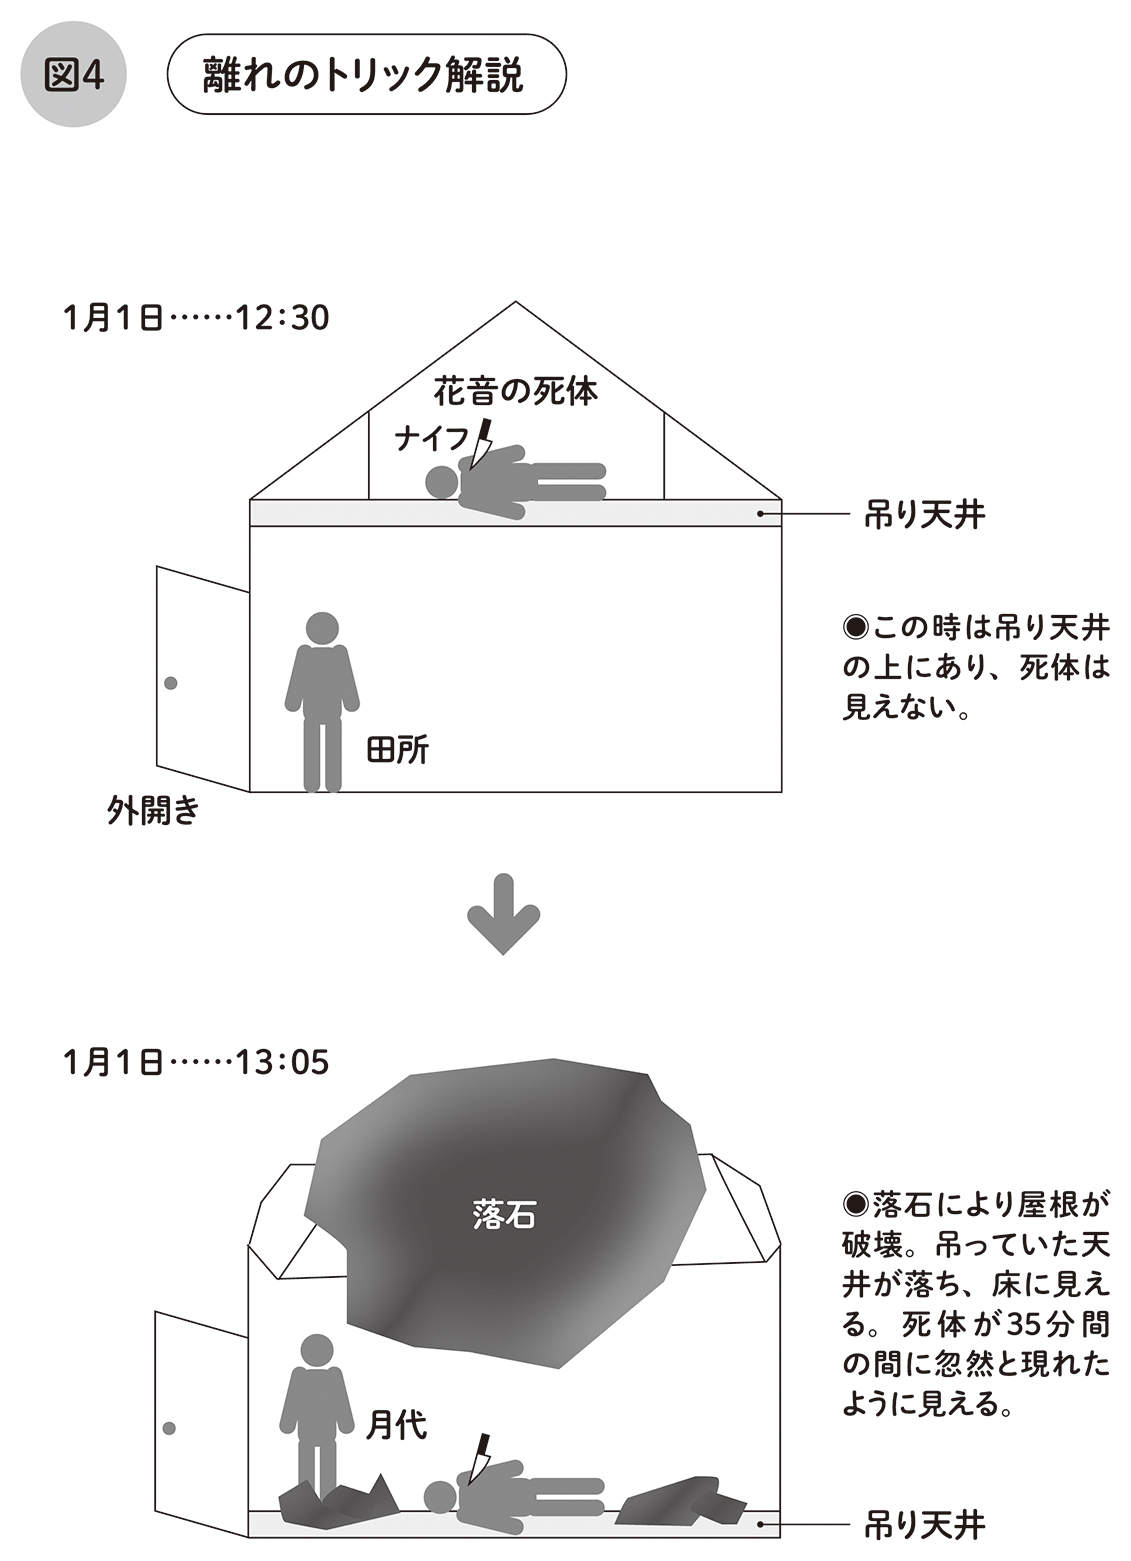 図4
離れのトリック解説
1月1日……12：30
花音の死体
ナイフ
吊り天井
◉この時は吊り天井
の上にあり、死体は
見えない。
田所
外開き
1月1日……13：05
落石
◉落石により屋根が
破壊。吊っていた天
井が落ち、床に見え
る。死体が35分間
の間に忽然と現れた
ように見える。
月代
吊り天井